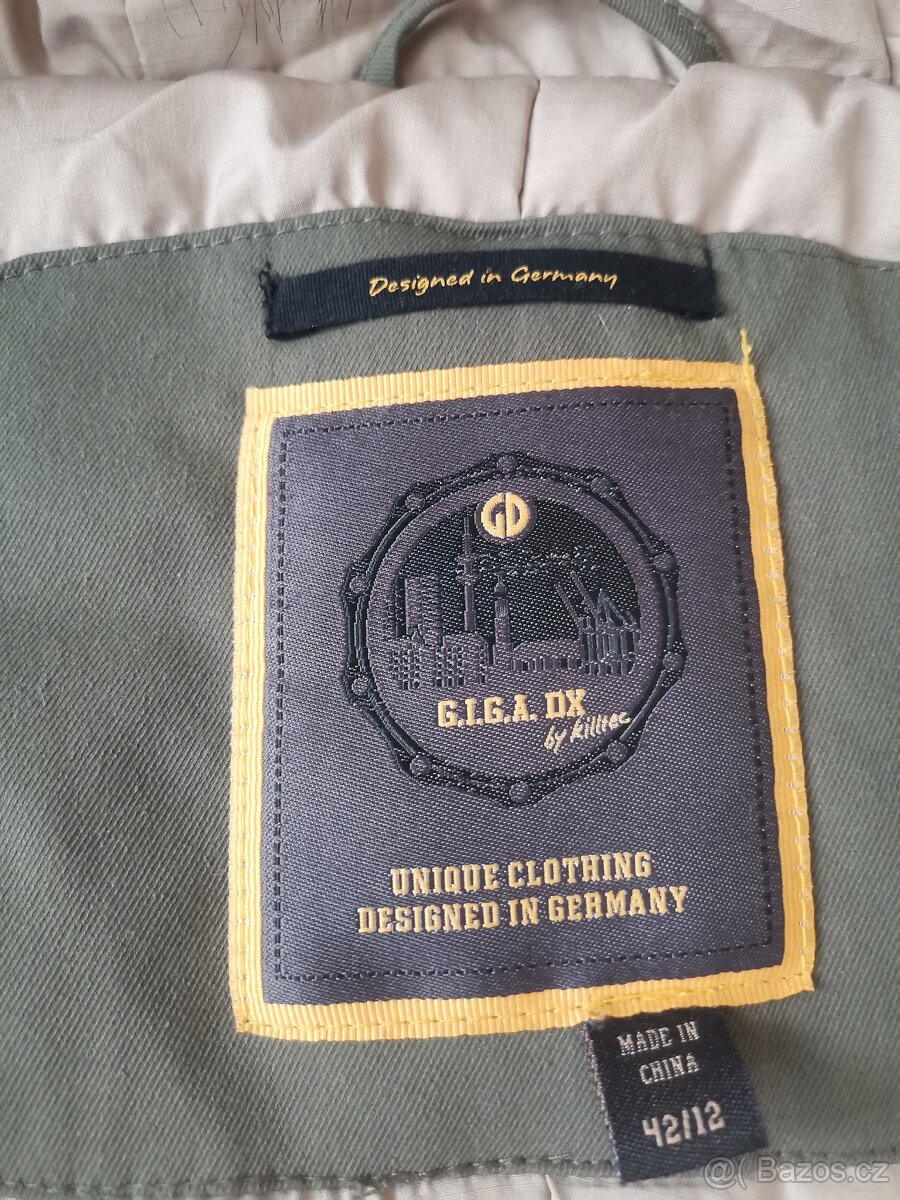 Designed in Germany
GD
G.I.G.A. DX
by killtec
UNIQUE CLOTHING
DESIGNED IN GERMANY
MADE IN
CHINA
42/12
@( Bazos.cz